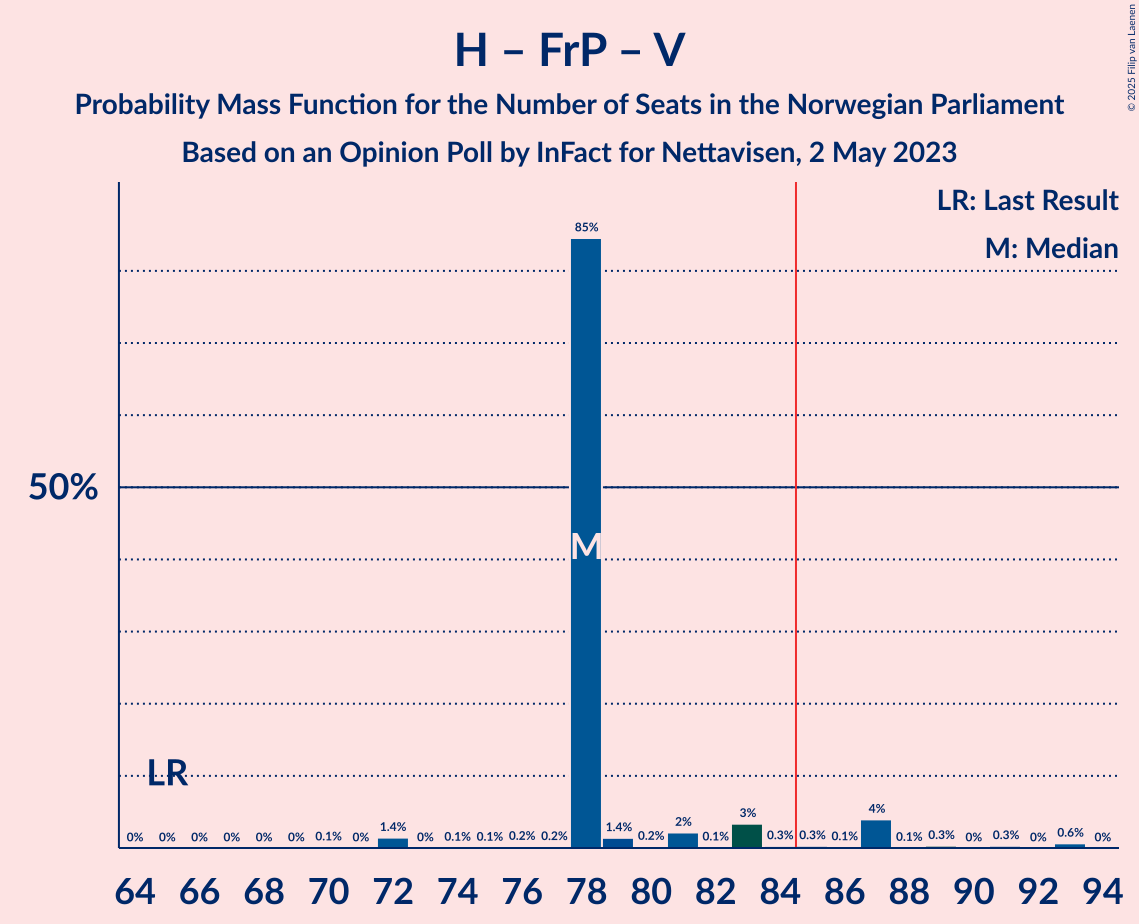 H – FrP – V
Probability Mass Function for the Number of Seats in the Norwegian Parliament
Based on an Opinion Poll by InFact for Nettavisen, 2 May 2023
© 2025 Filip van Laenen
LR: Last Result
M: Median
85%
50%
M
LR
0% 0% 0% 0% 0% 0% 0.1% 0% 1.4% 0% 0.1% 0.1% 0.2% 0.2% 1.4% 0.2% 2% 0.1% 3% 0.3% 0.3% 0.1% 4% 0.1% 0.3% 0% 0.3% 0% 0.6% 0%
64 66 68 70 72 74 76 78 80 82 84 86 88 90 92 94